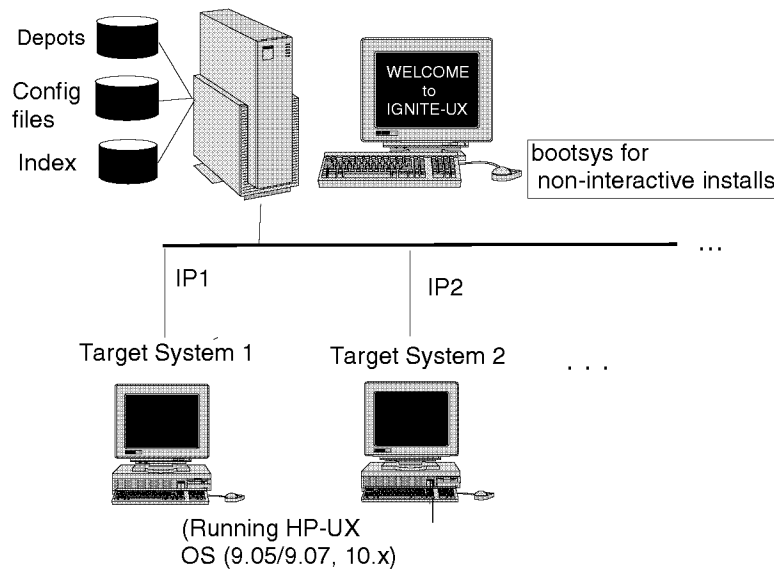 Depots
Config
files
Index
WELCOME
to
IGNITE-UX
bootsys for
non-interactive installs
...
IP1
IP2
Target System 1
Target System 2
. . .
(Running HP-UX
OS (9.05/9.07, 10.x)